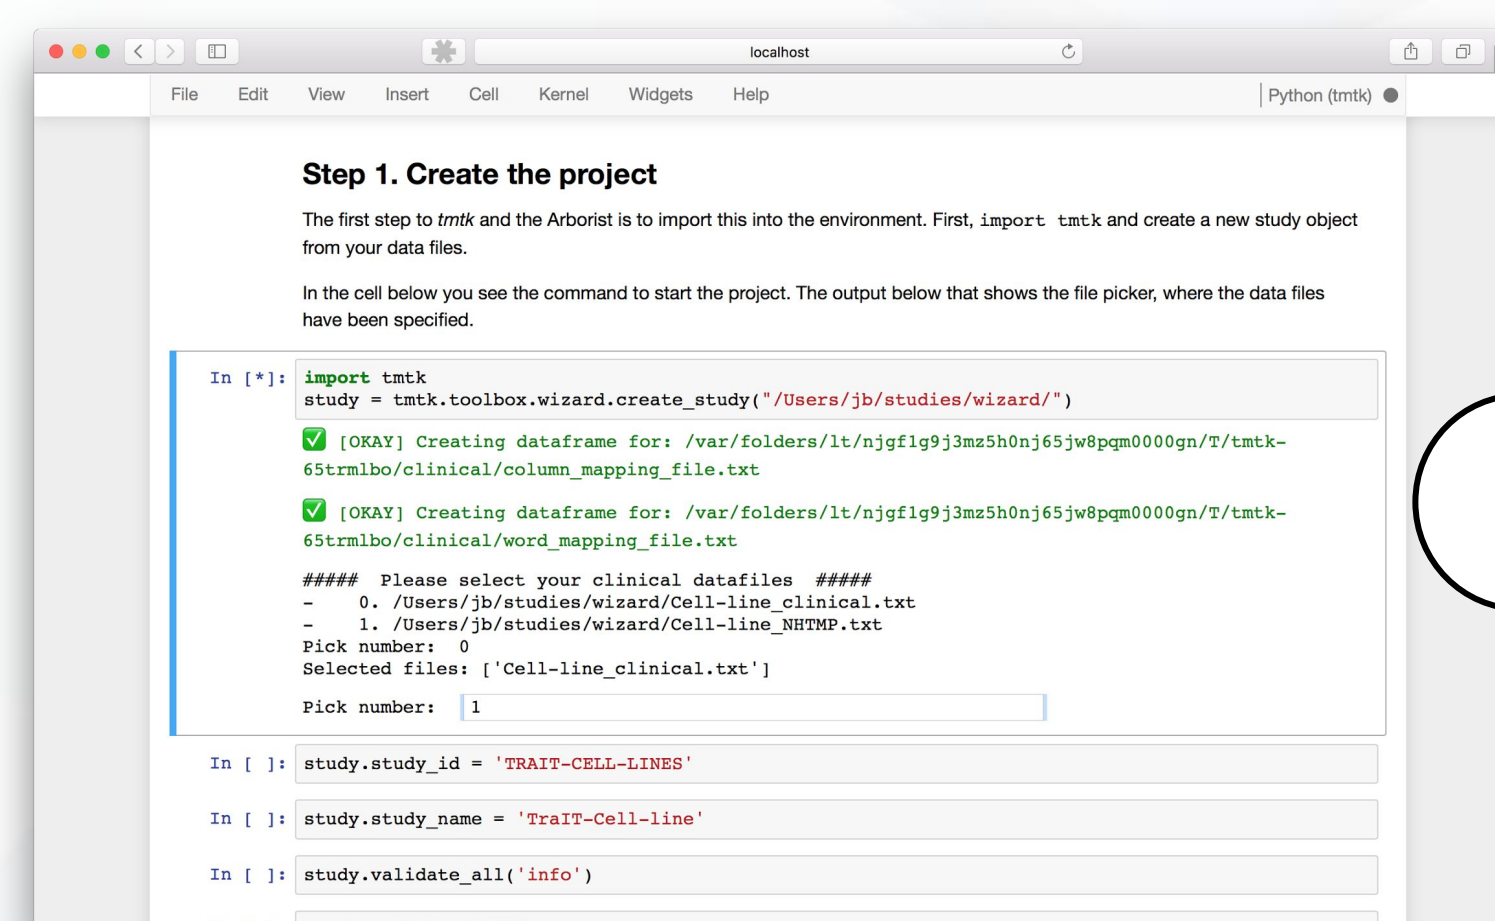 localhost
File Edit View Insert Cell Kernel Widgets Help Python (tmtk)
Step 1. Create the project
The first step to tmtk and the Arborist is to import this into the environment. First, import tmtk and create a new study object
from your data files.
In the cell below you see the command to start the project. The output below that shows the file picker, where the data files
have been specified.
In [*]: import tmtk
study = tmtk.toolbox.wizard.create_study("/Users/jb/studies/wizard/")
[OKAY] Creating dataframe for: /var/folders/lt/njgf1g9j3mz5h0nj65jw8pqm0000gn/T/tmtk-
65trmlbo/clinical/column_mapping_file.txt
[OKAY] Creating dataframe for: /var/folders/lt/njgf1g9j3mz5h0nj65jw8pqm0000gn/T/tmtk-
65trmlbo/clinical/word_mapping_file.txt
##### Please select your clinical datafiles #####
- 0. /Users/jb/studies/wizard/Cell-line_clinical.txt
- 1. /Users/jb/studies/wizard/Cell-line_NHTMP.txt
Pick number: 0
Selected files: ['Cell-line_clinical.txt']
Pick number: 1
In [ ]: study.study_id = 'TRAIT-CELL-LINES'
In [ ]: study.study_name = 'TraIT-Cell-line'
In [ ]: study.validate_all('info')